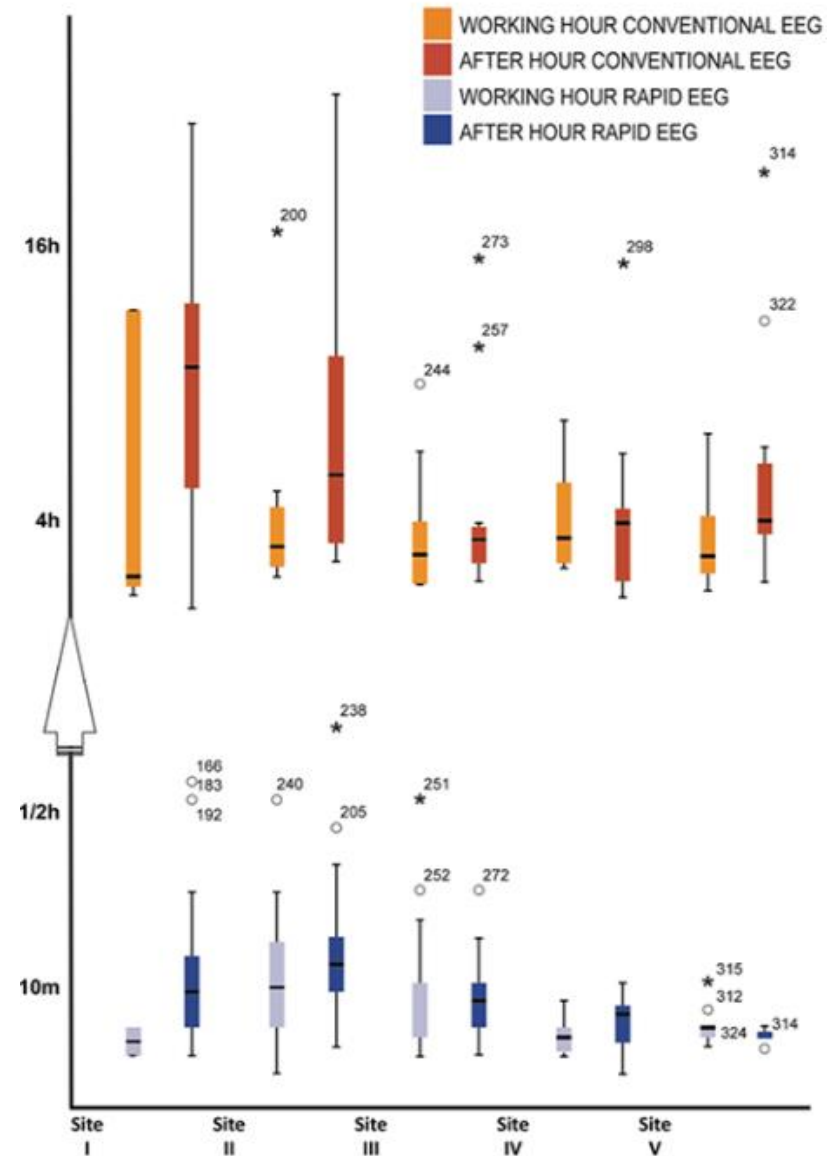 WORKING HOUR CONVENTIONAL EEG
AFTER HOUR CONVENTIONAL EEG
WORKING HOUR RAPID EEG
AFTER HOUR RAPID EEG
314
200
16h
273
298
322
257
244
4h
238
166
183
240
251
1/2h
192
205
252
272
10m
315
312
324
314
Site Site Site Site Site
I II III IV V